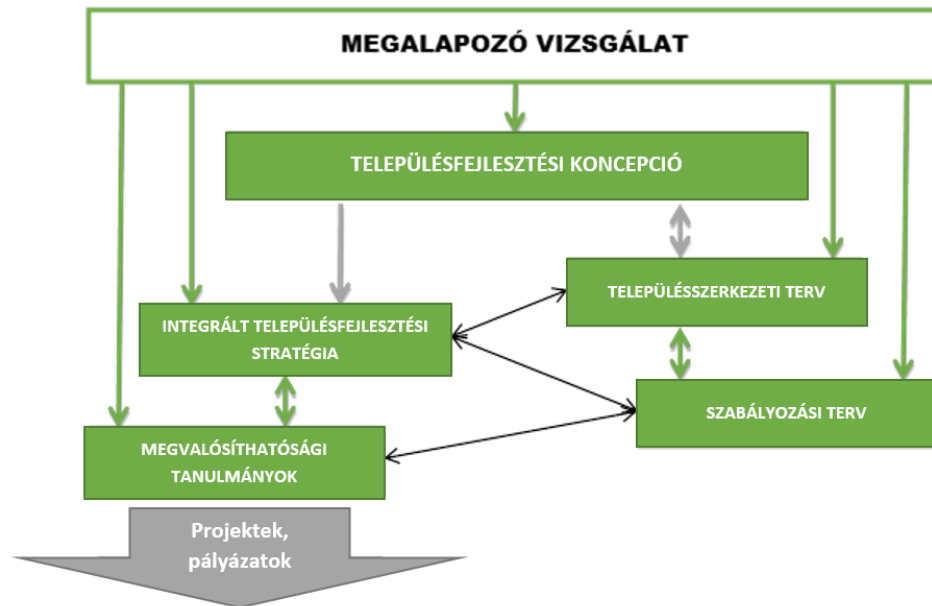 MEGALAPOZÓ VIZSGÁLAT
TELEPÜLÉSFEJLESZTÉSI KONCEPCIÓ
TELEPÜLÉSSZERKEZETI TERV
INTEGRÁLT TELEPÜLÉSFEJLESZTÉSI
STRATÉGIA
SZABÁLYOZÁSI TERV
MEGVALÓSÍTHATÓSÁGI
TANULMÁNYOK
Projektek,
pályázatok